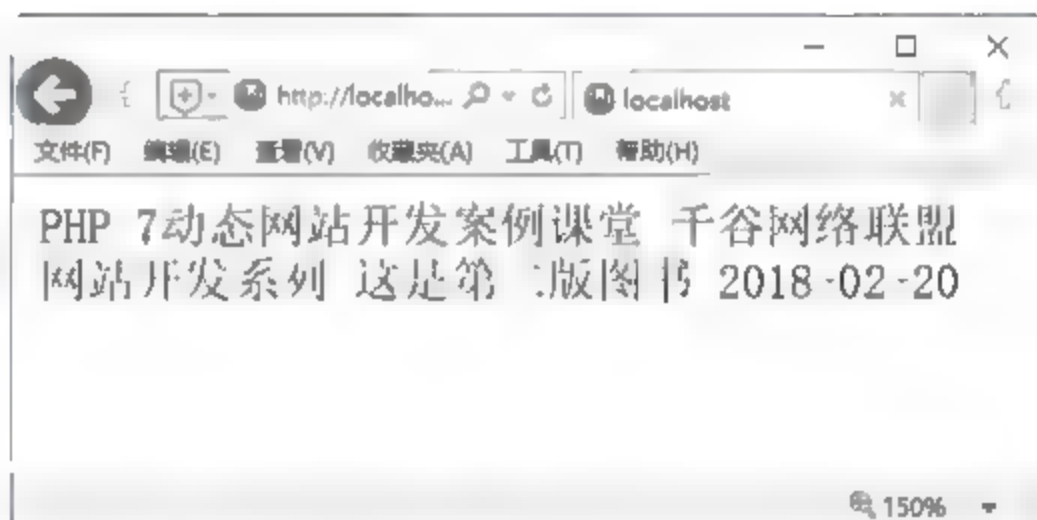 http://localho... localhost
文件(F) 编辑(E) 查看(V) 收藏夹(A) 工具(T) 帮助(H)
PHP 7动态网站开发案例课堂 千谷网络联盟
网站开发系列 这是第二版图书 2018-02-20
150%